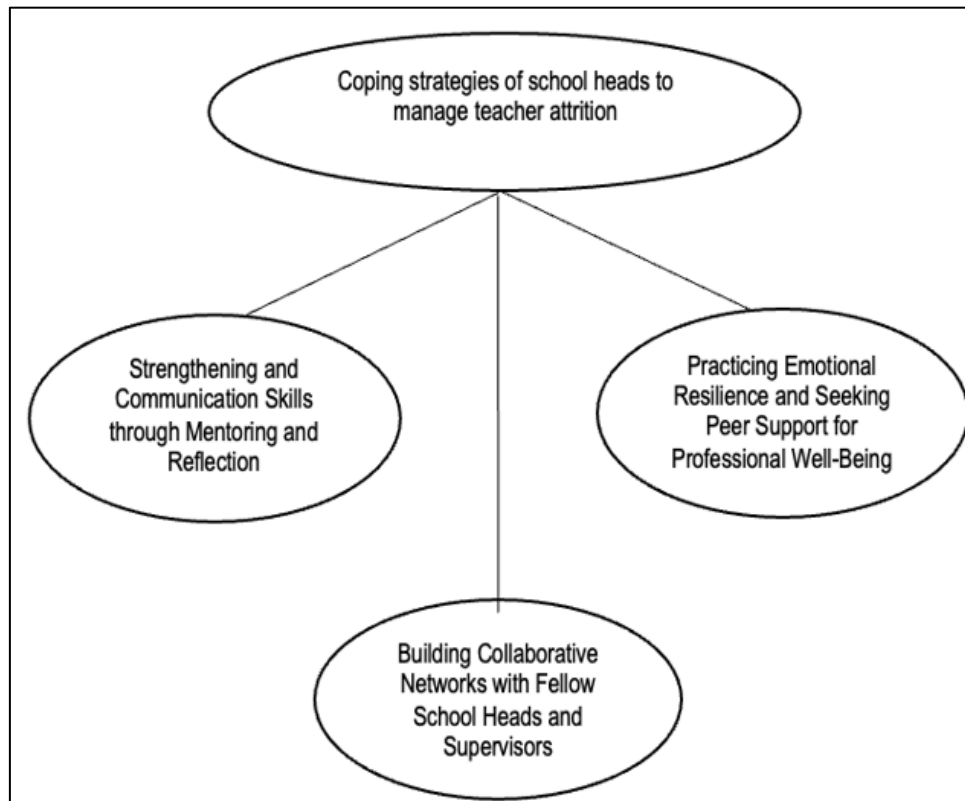 Coping strategies of school heads to
manage teacher attrition
Strengthening and
Communication Skills
through Mentoring and
Reflection
Practicing Emotional
Resilience and Seeking
Peer Support for
Professional Well-Being
Building Collaborative
Networks with Fellow
School Heads and
Supervisors